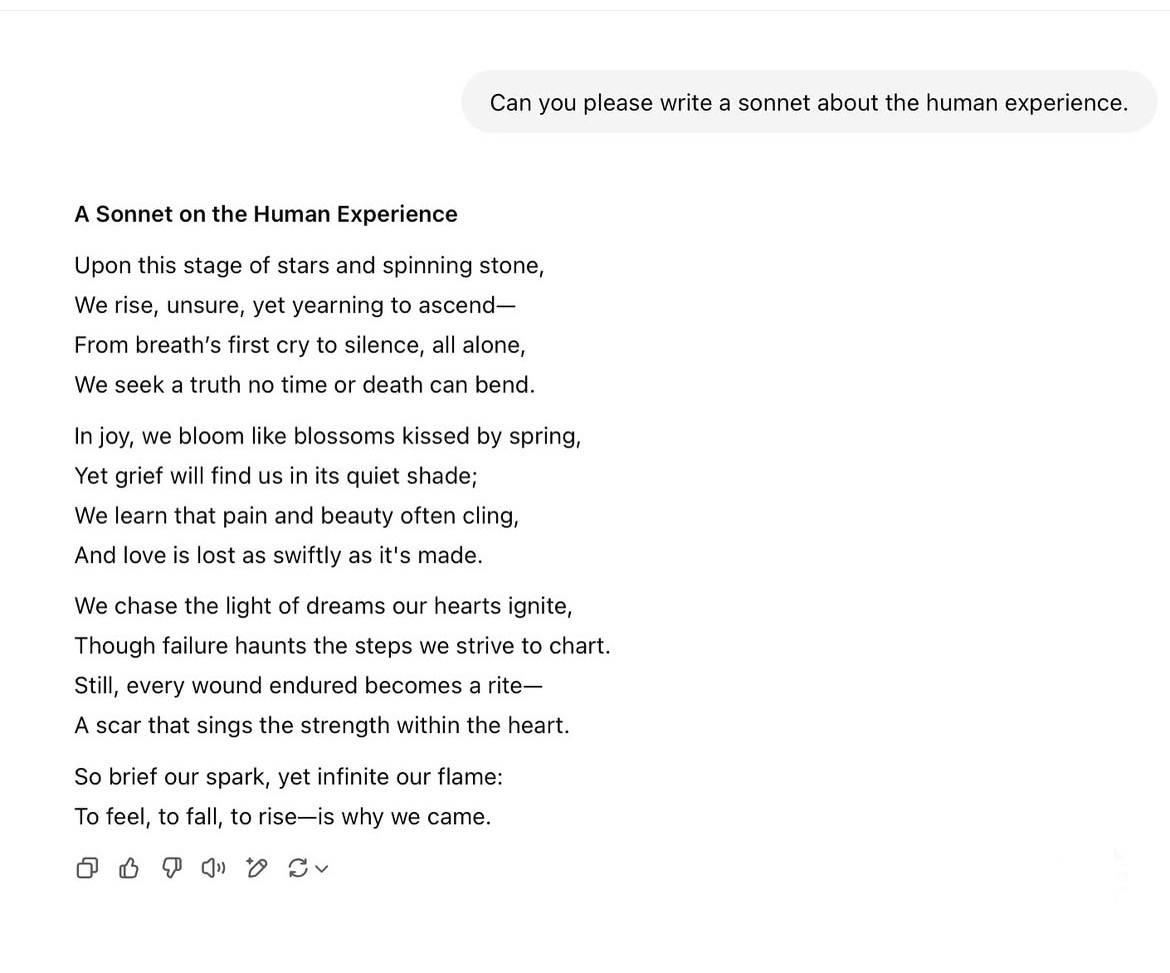 Can you please write a sonnet about the human experience.
A Sonnet on the Human Experience
Upon this stage of stars and spinning stone,
We rise, unsure, yet yearning to ascend—
From breath’s first cry to silence, all alone,
We seek a truth no time or death can bend.
In joy, we bloom like blossoms kissed by spring,
Yet grief will find us in its quiet shade;
We learn that pain and beauty often cling,
And love is lost as swiftly as it's made.
We chase the light of dreams our hearts ignite,
Though failure haunts the steps we strive to chart.
Still, every wound endured becomes a rite—
A scar that sings the strength within the heart.
So brief our spark, yet infinite our flame:
To feel, to fall, to rise—is why we came.